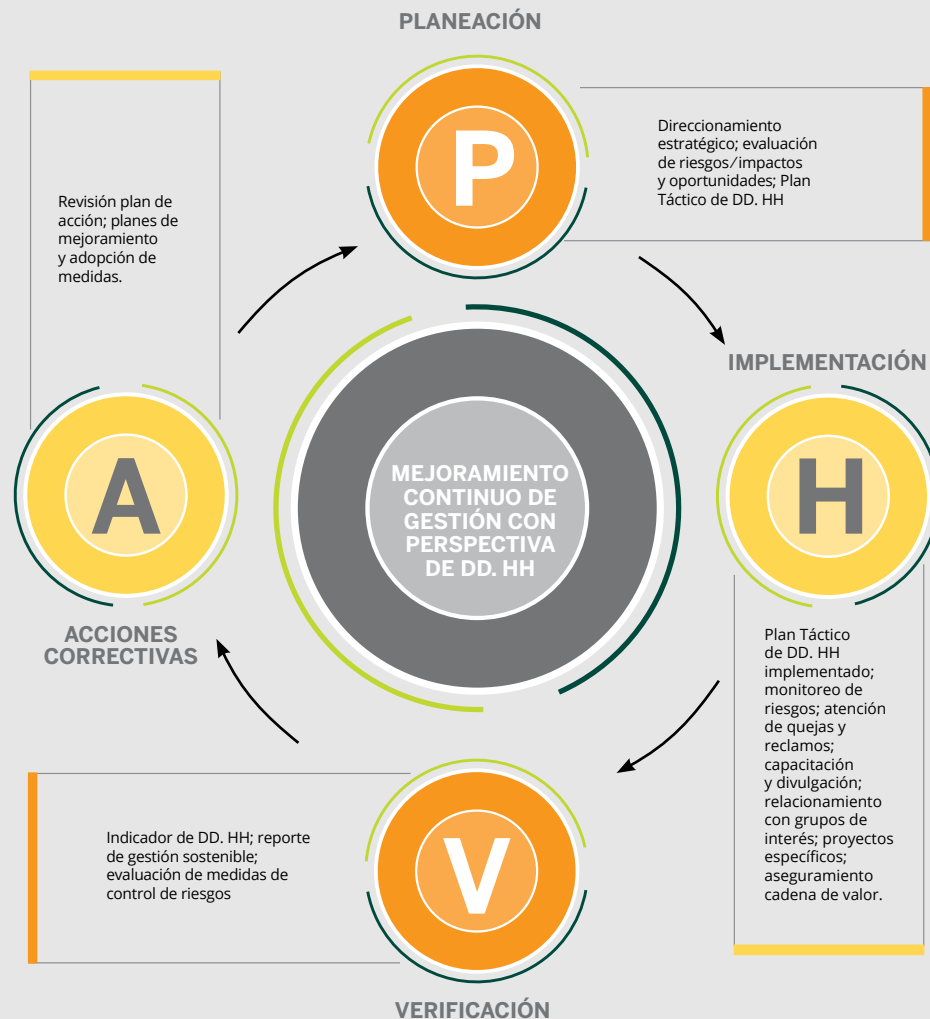 PLANEACIÓN
P
Direccionamiento
estratégico; evaluación
de riesgos/impactos
y oportunidades; Plan
Táctico de DD. HH
IMPLEMENTACIÓN
H
Plan Táctico
de DD. HH
implementado;
monitoreo de
riesgos; atención
de quejas y
reclamos;
capacitación
y divulgación;
relacionamiento
con grupos de
interés; proyectos
específicos;
aseguramiento
cadena de valor.
MEJORAMIENTO
CONTINUO DE
GESTIÓN CON
PERSPECTIVA
DE DD. HH
V
VERIFICACIÓN
Indicador de DD. HH; reporte
de gestión sostenible;
evaluación de medidas de
control de riesgos
A
ACCIONES
CORRECTIVAS
Revisión plan de
acción; planes de
mejoramiento
y adopción de
medidas.